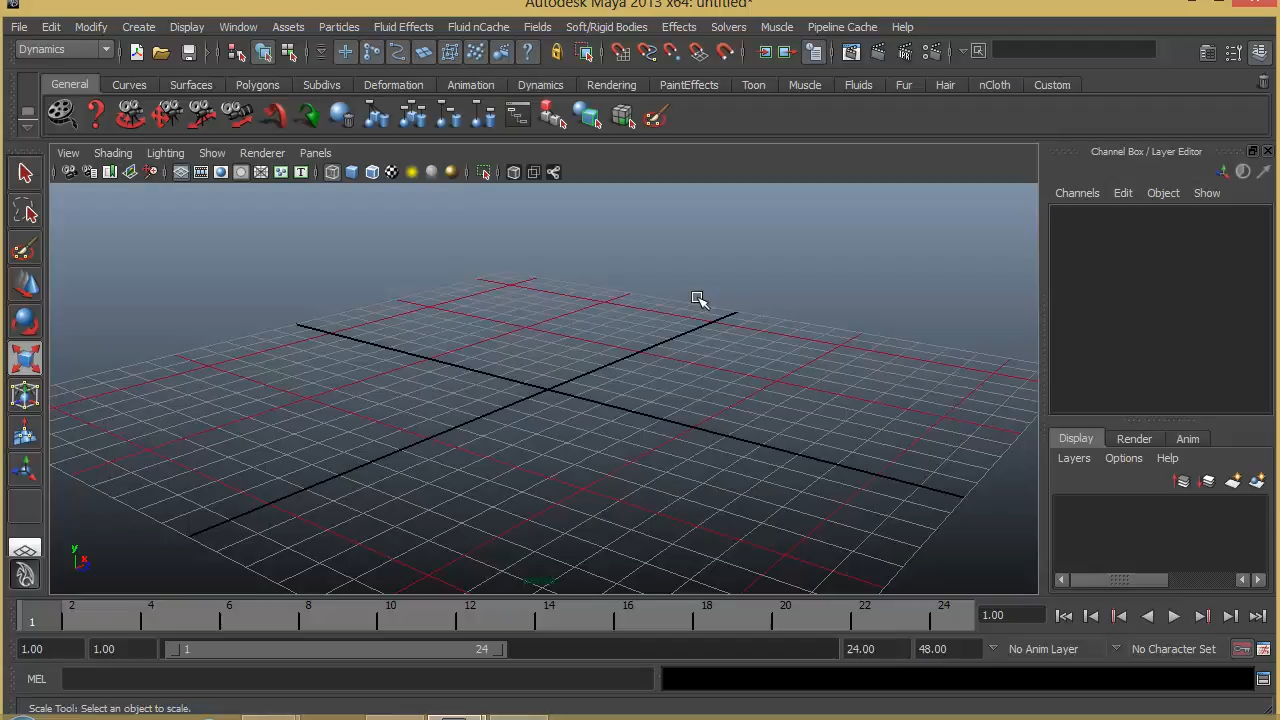 Autodesk Maya 2013 x64: untitled*
File Edit Modify Create Display Window Assets Particles Fluid Effects Fluid nCache Fields Soft/Rigid Bodies Effects Solvers Muscle Pipeline Cache Help
Dynamics
General Curves Surfaces Polygons Subdivs Deformation Animation Dynamics Rendering PaintEffects Toon Muscle Fluids Fur Hair nCloth Custom
View Shading Lighting Show Renderer Panels
Channel Box / Layer Editor
Channels Edit Object Show
Display Render Anim
Layers Options Help
y x
persp
2 4 6 8 10 12 14 16 18 20 22 24
1
1.00
1.00 1.00 1 24 24.00 48.00 No Anim Layer No Character Set
MEL
Scale Tool: Select an object to scale.